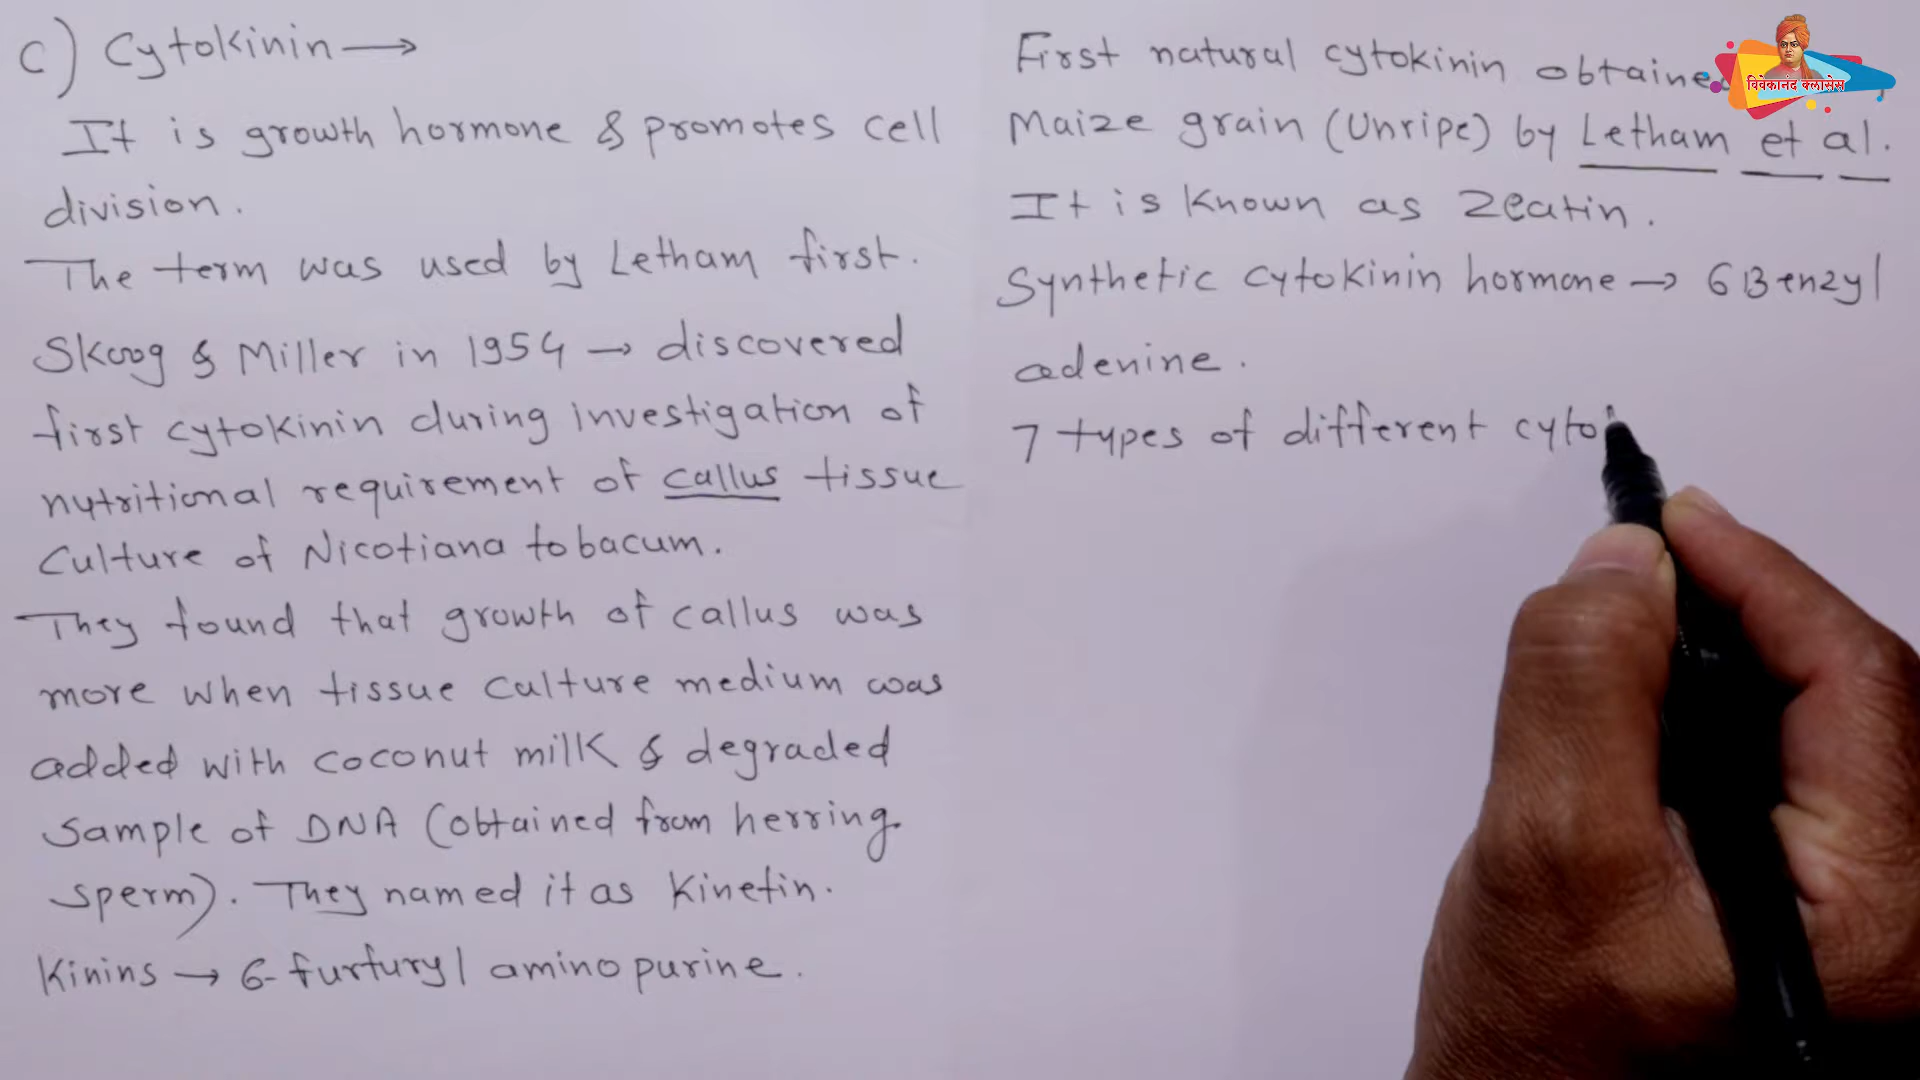 C) Cytokinin →
It is growth hormone & promotes cell
division.
The term was used by Letham first.
Skoog & Miller in 1954 → discovered
first cytokinin during investigation of
nutritional requirement of callus tissue
Culture of Nicotiana tobacum.
They found that growth of callus was
more when tissue culture medium was
added with coconut milk & degraded
sample of DNA (obtained from herring
sperm). They named it as Kinetin.
Kinins → 6-furfuryl amino purine.
First natural cytokinin obtaine
Maize grain (Unripe) by Letham et al.
It is known as Zeatin.
Synthetic cytokinin hormone → 6 Benzyl
adenine.
7 types of different cyto
विवेकानंद क्लासेस